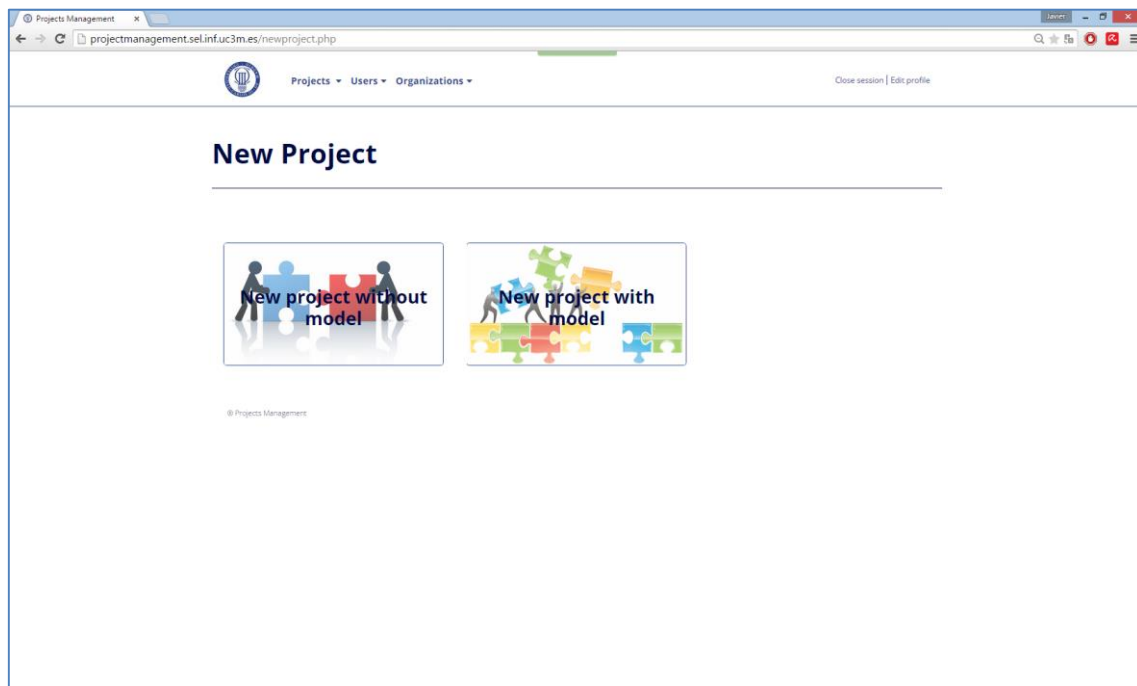 Projects Management
Javier
projectmanagement.sel.inf.uc3m.es/newproject.php
Projects Users Organizations
Close session | Edit profile
New Project
New project without
model
New project with
model
© Projects Management